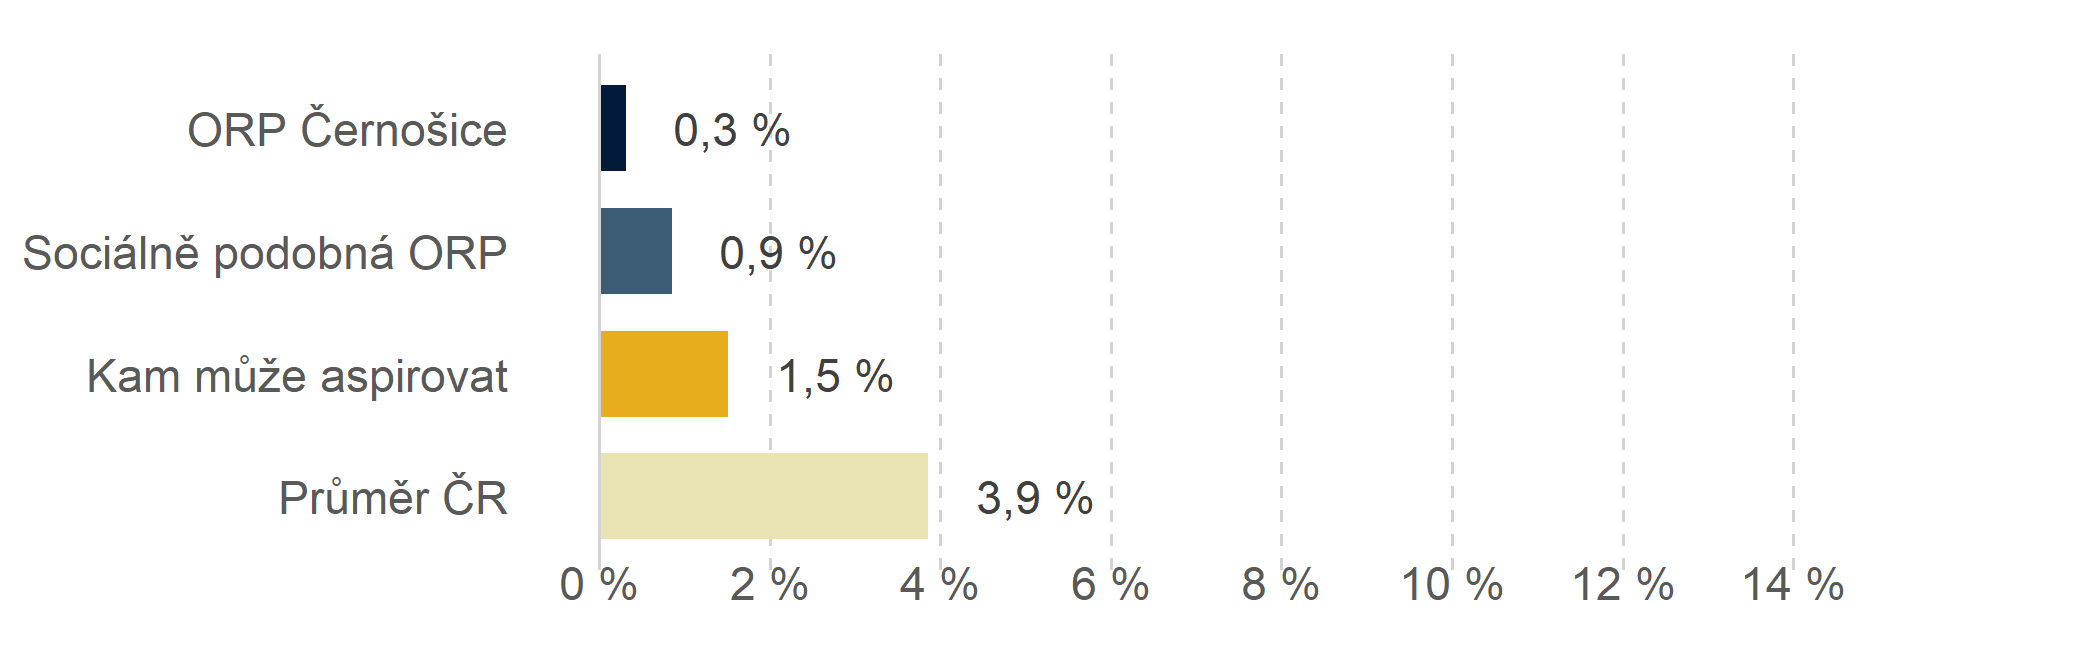 ORP Černošice 0,3 %
Sociálně podobná ORP 0,9 %
Kam může aspirovat 1,5 %
Průměr ČR 3,9 %
0 % 2 % 4 % 6 % 8 % 10 % 12 % 14 %